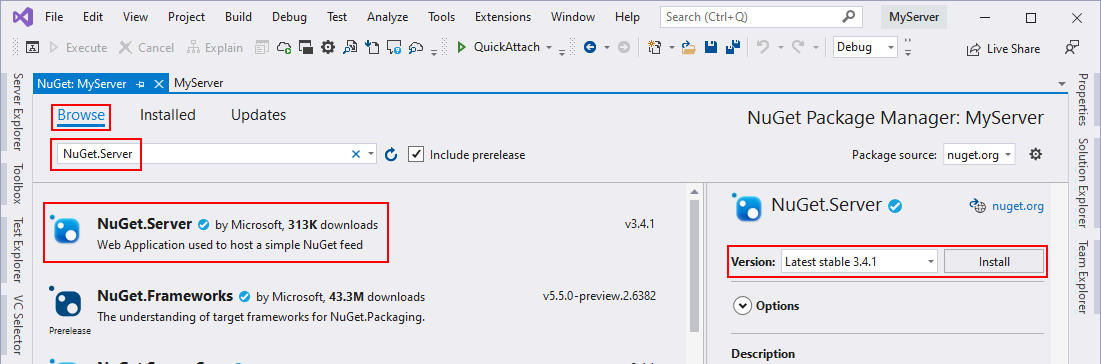 File Edit View Project Build Debug Test Analyze Tools Extensions Window Help Search (Ctrl+Q) MyServer
Execute Cancel Explain QuickAttach Debug Live Share
NuGet: MyServer MyServer
Server Explorer
Toolbox
Test Explorer
VC Selector
Browse Installed Updates
NuGet Package Manager: MyServer
NuGet.Server Include prerelease
Package source: nuget.org
NuGet.Server by Microsoft, 313K downloads v3.4.1
Web Application used to host a simple NuGet feed
NuGet.Frameworks by Microsoft, 43.3M downloads v5.5.0-preview.2.6382
The understanding of target frameworks for NuGet.Packaging.
Prerelease
NuGet.Server nuget.org
Version: Latest stable 3.4.1 Install
Options
Description
Properties
Solution Explorer
Team Explorer